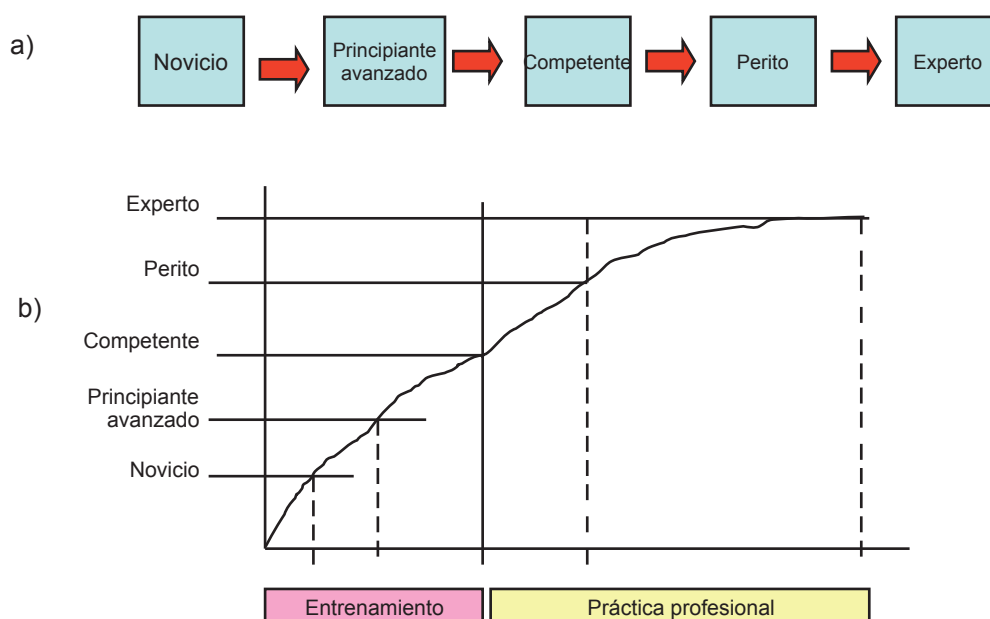 a)
Novicio
Principiante
avanzado
Competente
Perito
Experto
b)
Experto
Perito
Competente
Principiante
avanzado
Novicio
Entrenamiento
Práctica profesional